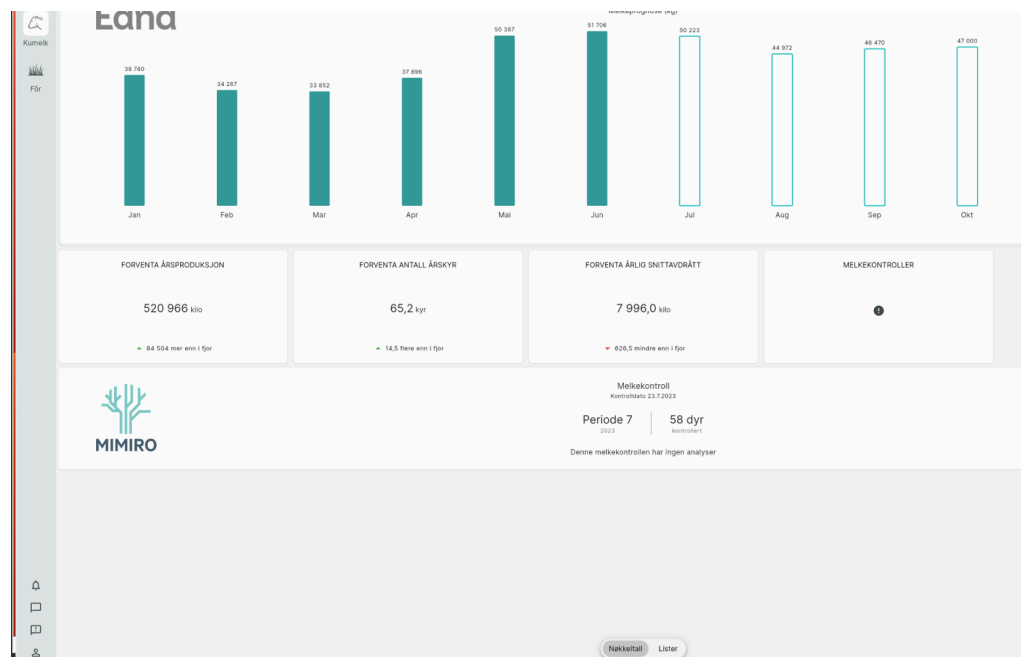 Eana
Melkeprognose (kg)
Kumelk
Fôr
38 740
34 267
33 852
37 896
50 387
51 706
50 223
44 972
46 470
47 000
Jan
Feb
Mar
Apr
Mai
Jun
Jul
Aug
Sep
Okt
FORVENTA ÅRSPRODUKSJON
520 966 kilo
84 504 mer enn i fjor
FORVENTA ANTALL ÅRSKYR
65,2 kyr
14,5 flere enn i fjor
FORVENTA ÅRLIG SNITTAVDRÅTT
7 996,0 kilo
626,5 mindre enn i fjor
MELKEKONTROLLER
MIMIRO
Melkekontroll
Kontrolldato 23.7.2023
Periode 7
2023
58 dyr
kontrollert
Denne melkekontrollen har ingen analyser
Nøkkeltall
Lister